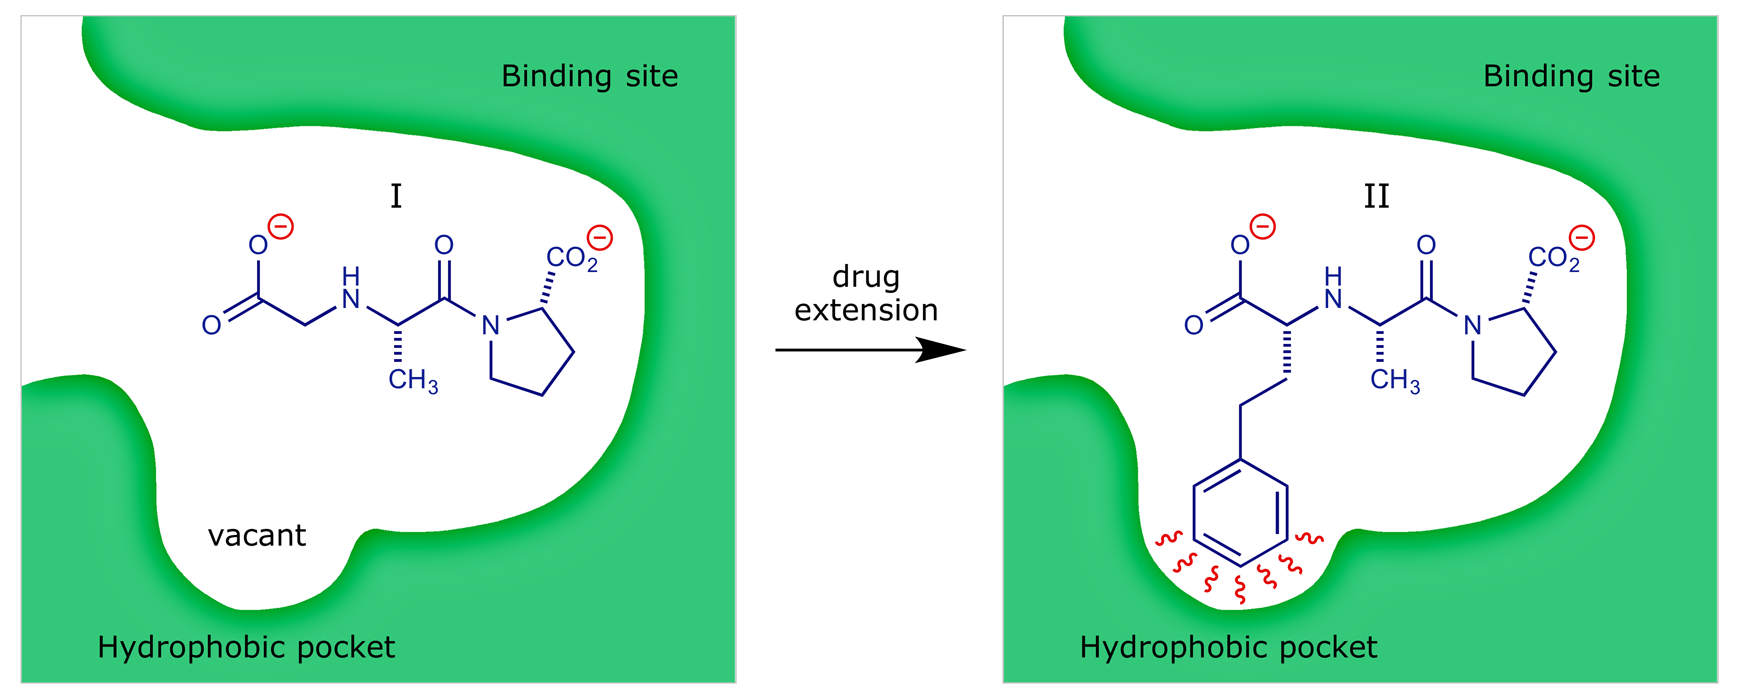 Binding site
I
O⊖
O
H
N
O
CH3
N
CO2⊖
vacant
Hydrophobic pocket
drug
extension
Binding site
II
O⊖
O
H
N
O
CH3
N
CO2⊖
Hydrophobic pocket